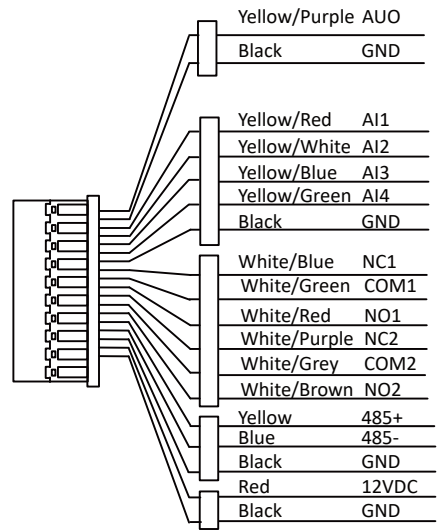 Yellow/Purple AUO
Black GND
Yellow/Red AI1
Yellow/White AI2
Yellow/Blue AI3
Yellow/Green AI4
Black GND
White/Blue NC1
White/Green COM1
White/Red NO1
White/Purple NC2
White/Grey COM2
White/Brown NO2
Yellow 485+
Blue 485-
Black GND
Red 12VDC
Black GND